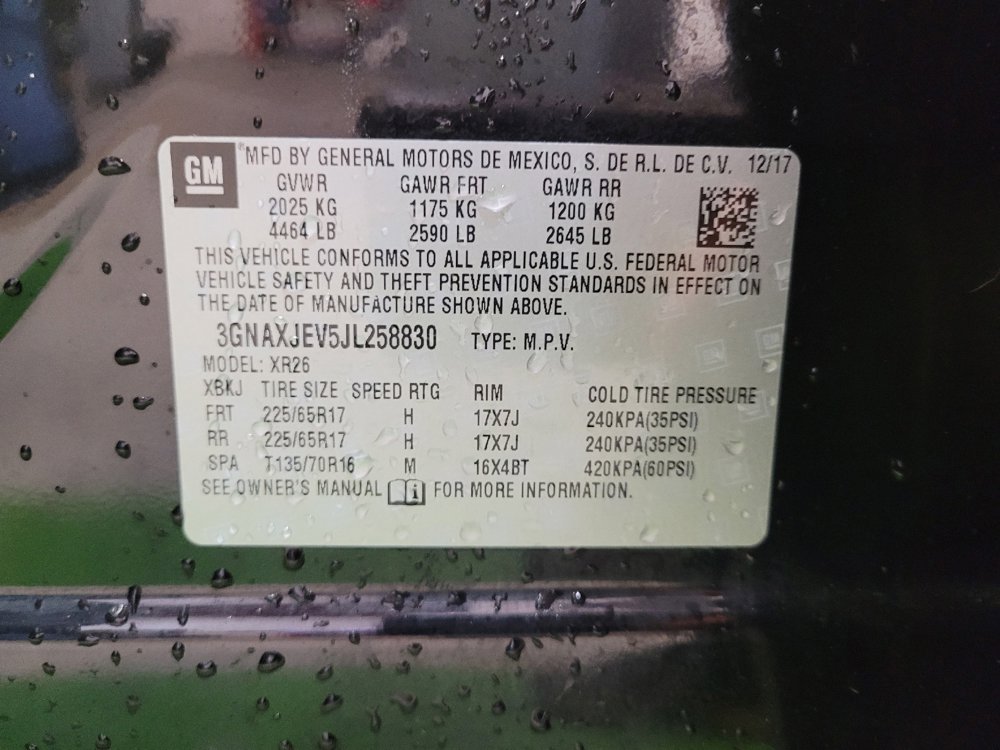 GM
MFD BY GENERAL MOTORS DE MEXICO, S. DE R.L. DE C.V. 12/17
GVWR GAWR FRT GAWR RR
2025 KG 1175 KG 1200 KG
4464 LB 2590 LB 2645 LB
THIS VEHICLE CONFORMS TO ALL APPLICABLE U.S. FEDERAL MOTOR
VEHICLE SAFETY AND THEFT PREVENTION STANDARDS IN EFFECT ON
THE DATE OF MANUFACTURE SHOWN ABOVE.
3GNAXJEV5JL258830 TYPE: M.P.V.
MODEL: XR26
XBKJ TIRE SIZE SPEED RTG RIM COLD TIRE PRESSURE
FRT 225/65R17 H 17X7J 240KPA(35PSI)
RR 225/65R17 H 17X7J 240KPA(35PSI)
SPA T135/70R16 M 16X4BT 420KPA(60PSI)
SEE OWNER'S MANUAL i FOR MORE INFORMATION.